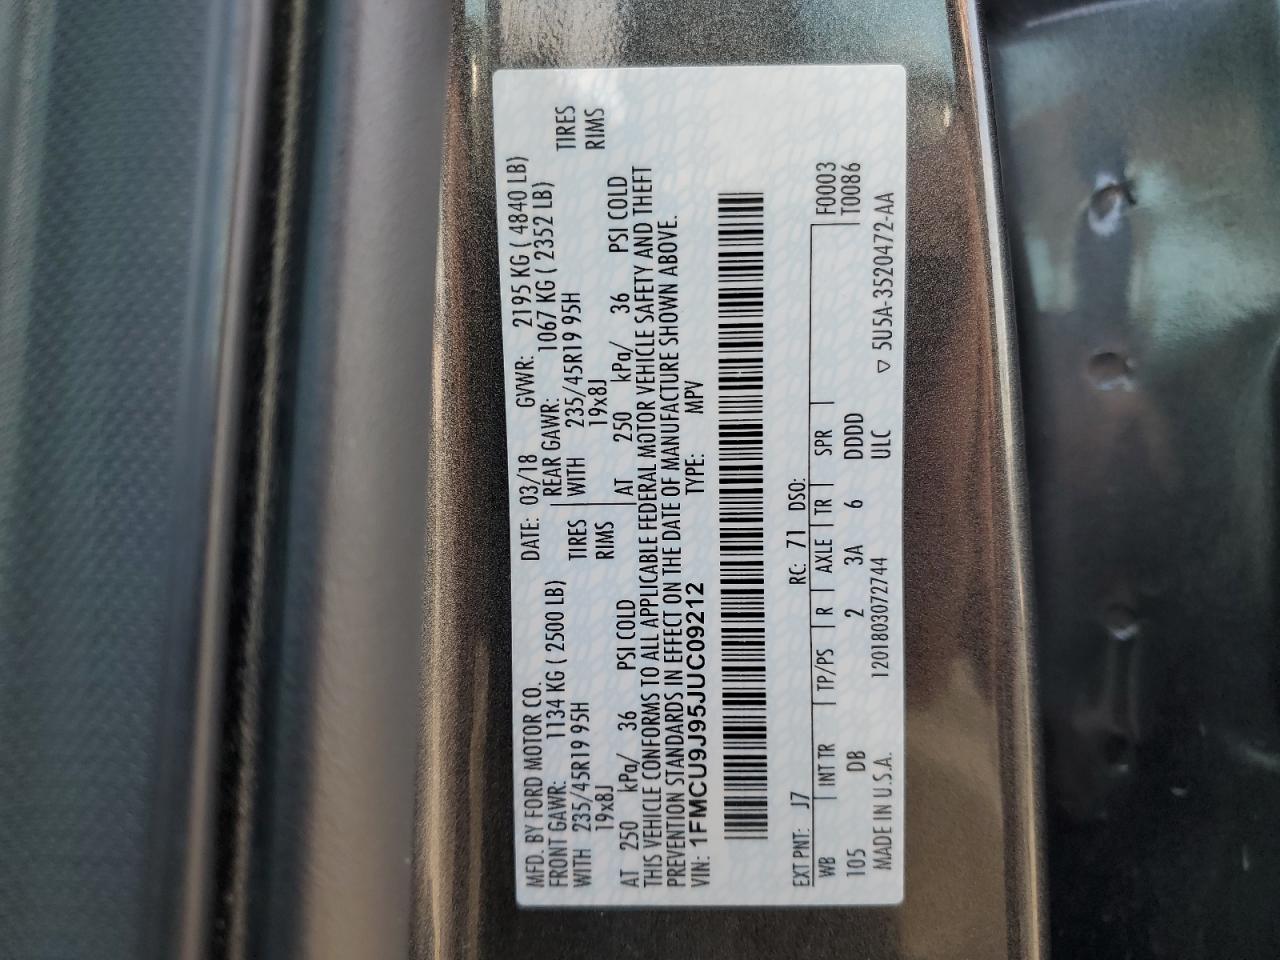 MFD. BY FORD MOTOR CO. DATE: 03/18 GVWR: 2195 KG ( 4840 LB)
FRONT GAWR: 1134 KG ( 2500 LB) REAR GAWR: 1067 KG ( 2352 LB)
WITH 235/45R19 95H TIRES WITH 235/45R19 95H TIRES
19x8J RIMS 19x8J RIMS
AT 250 kPa/ 36 PSI COLD AT 250 kPa/ 36 PSI COLD
THIS VEHICLE CONFORMS TO ALL APPLICABLE FEDERAL MOTOR VEHICLE SAFETY AND THEFT
PREVENTION STANDARDS IN EFFECT ON THE DATE OF MANUFACTURE SHOWN ABOVE.
VIN: 1FMCU9J95JUC09212 TYPE: MPV
EXT PNT: J7 RC: 71 DSO:
WB INT TR TP/PS R AXLE TR SPR F0003
105 DB 2 3A 6 DDDD T0086
MADE IN U.S.A. 1201803072744 ULC ▽ 5U5A-3520472-AA